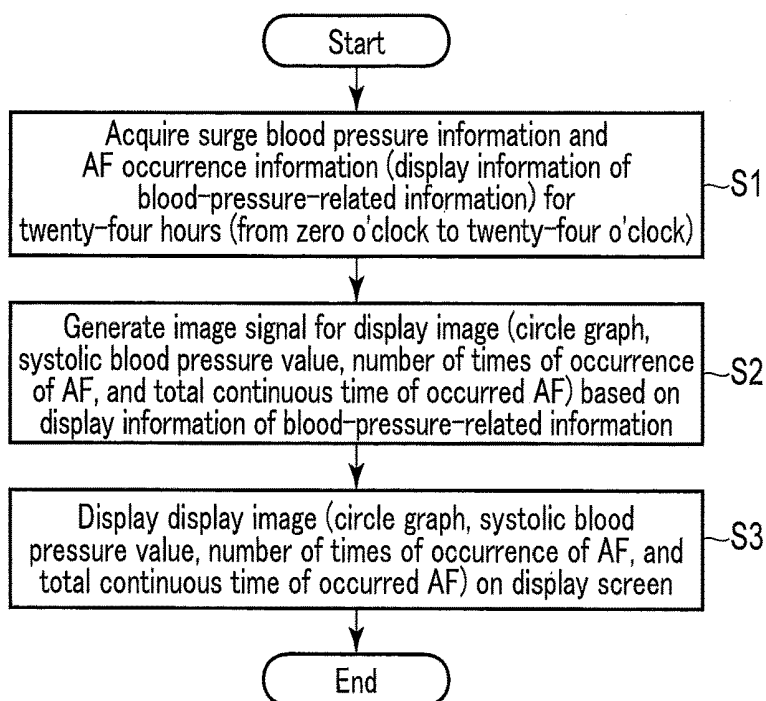 Start
Acquire surge blood pressure information and
AF occurrence information (display information of
blood-pressure-related information) for
twenty-four hours (from zero o'clock to twenty-four o'clock)
S1
Generate image signal for display image (circle graph,
systolic blood pressure value, number of times of occurrence
of AF, and total continuous time of occurred AF) based on
display information of blood-pressure-related information
S2
Display display image (circle graph, systolic blood
pressure value, number of times of occurrence of AF, and
total continuous time of occurred AF) on display screen
S3
End